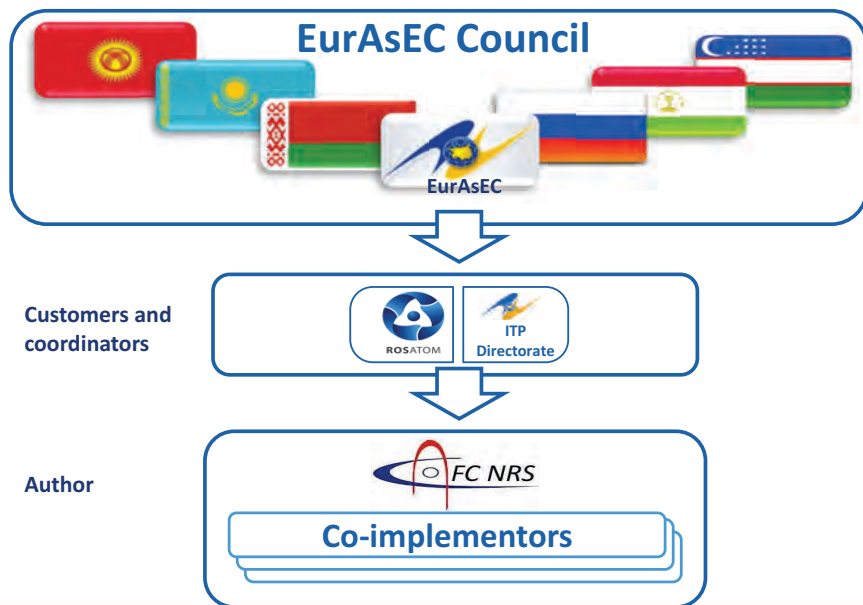 EurAsEC Council
EurAsEC
Customers and
coordinators
ROSATOM
ITP
Directorate
Author
FC NRS
Co-implementors